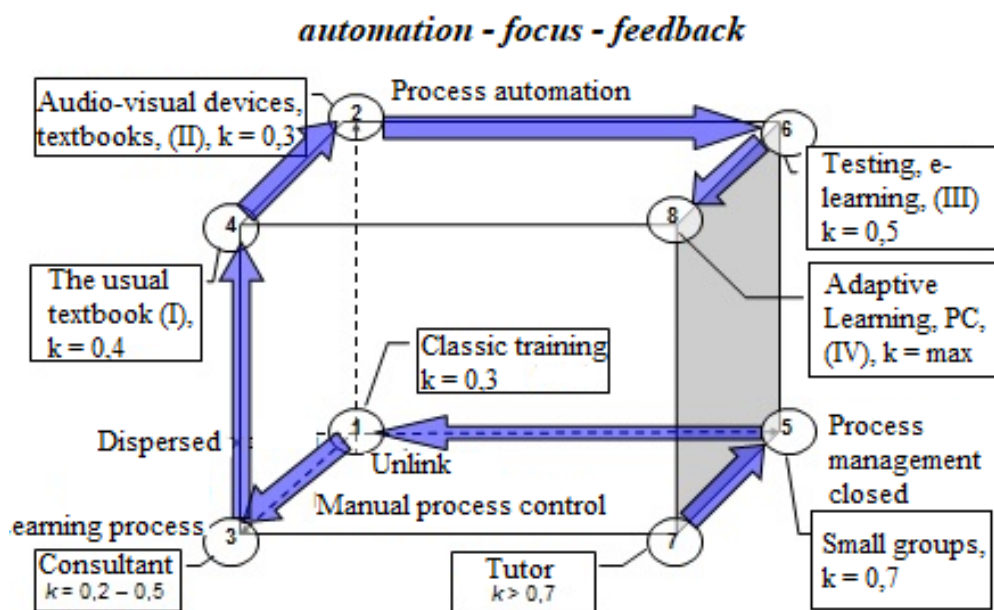 automation - focus - feedback
Audio-visual devices,
textbooks, (II), k = 0,3
2
Process automation
6
Testing, e-
learning, (III)
k = 0,5
4
8
The usual
textbook (I),
k = 0,4
Adaptive
Learning, PC,
(IV), k = max
Classic training
k = 0,3
1
5
Dispersed
Unlink
Process
management
closed
Manual process control
earning process
3
7
Consultant
k = 0,2 – 0,5
Tutor
k > 0,7
Small groups,
k = 0,7